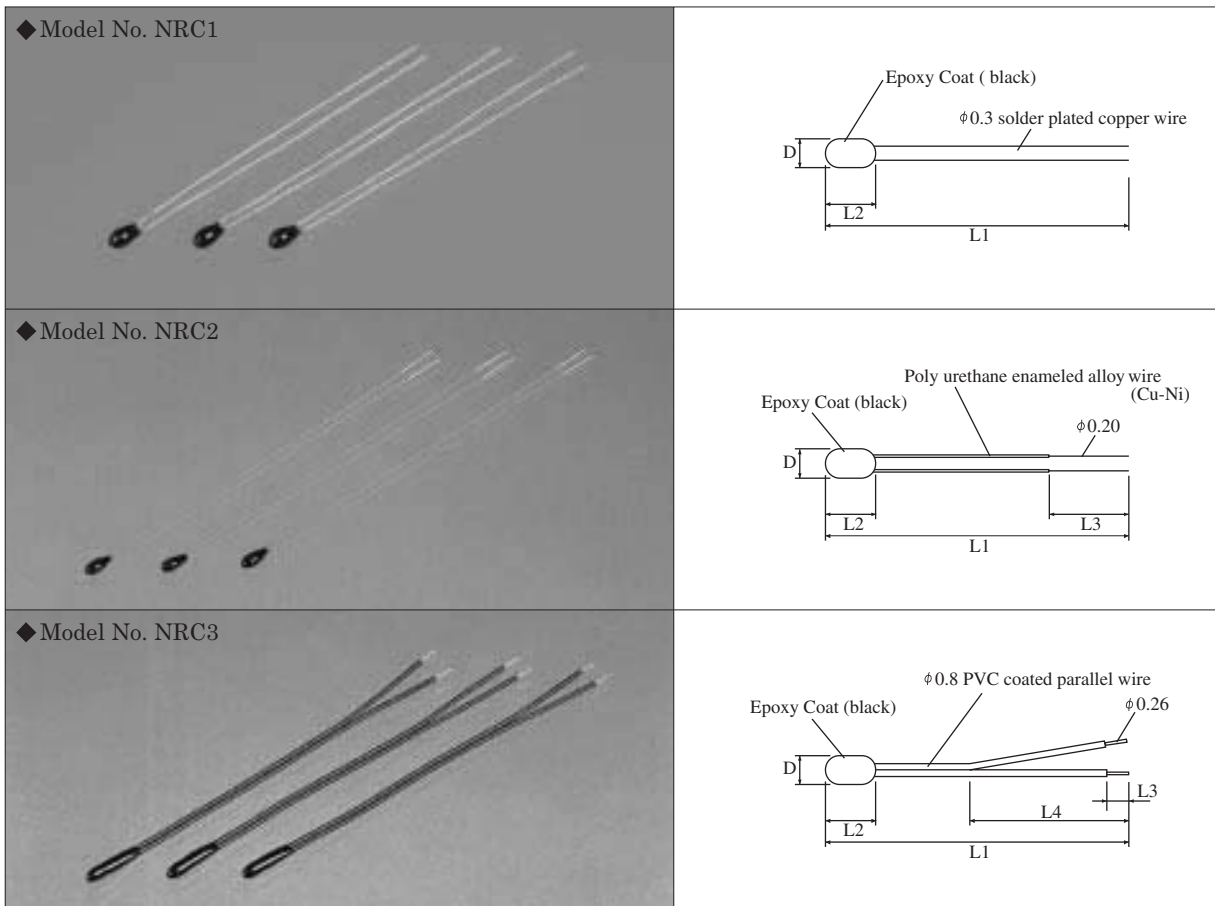 ◆Model No. NRC1
Epoxy Coat ( black)
ϕ0.3 solder plated copper wire
D
L2
L1
◆Model No. NRC2
Poly urethane enameled alloy wire
(Cu-Ni)
Epoxy Coat (black)
ϕ0.20
D
L2
L3
L1
◆Model No. NRC3
ϕ0.8 PVC coated parallel wire
Epoxy Coat (black)
ϕ0.26
D
L3
L2
L4
L1